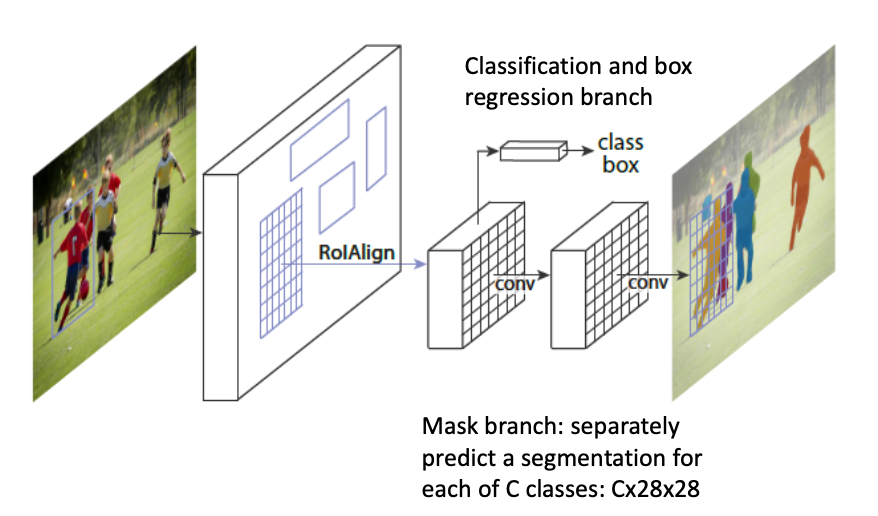 Classification and box
regression branch
class
box
RoIAlign
conv
conv
Mask branch: separately
predict a segmentation for
each of C classes: Cx28x28